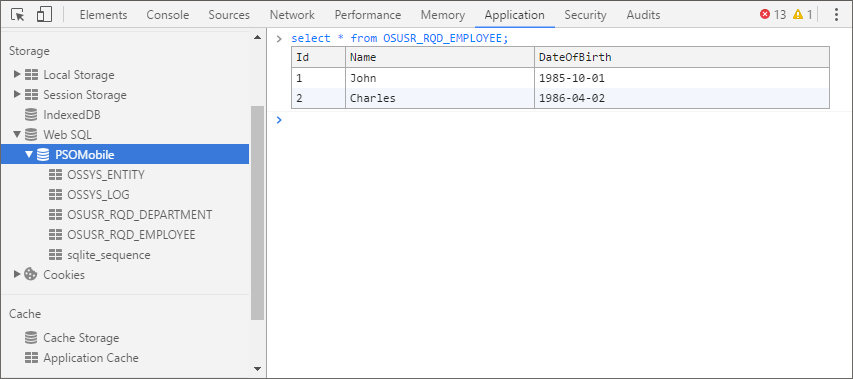 Elements Console Sources Network Performance Memory Application Security Audits 13 1
Storage
Local Storage
Session Storage
IndexedDB
Web SQL
PSOMobile
OSSYS_ENTITY
OSSYS_LOG
OSUSR_RQD_DEPARTMENT
OSUSR_RQD_EMPLOYEE
sqlite_sequence
Cookies
Cache
Cache Storage
Application Cache
select * from OSUSR_RQD_EMPLOYEE;
Id Name DateOfBirth
1 John 1985-10-01
2 Charles 1986-04-02